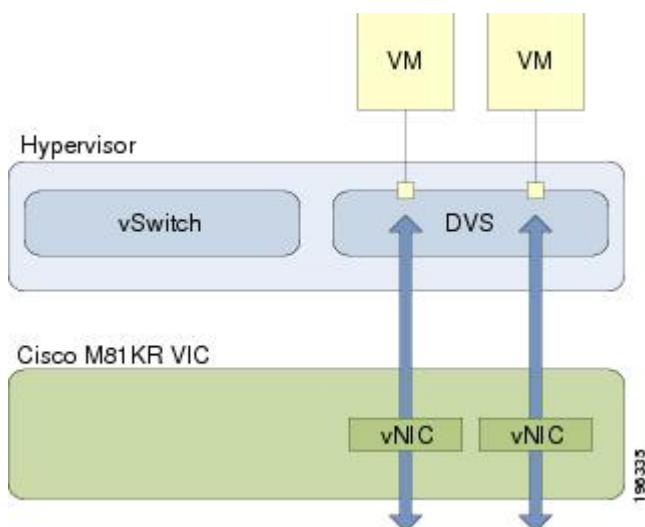 VM
VM
Hypervisor
vSwitch
DVS
Cisco M81KR VIC
vNIC
vNIC
196335